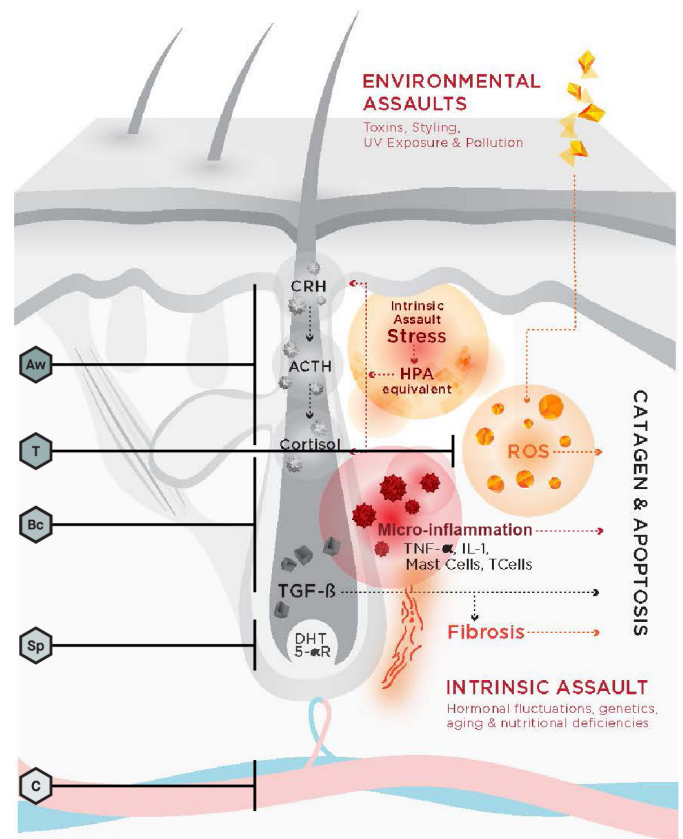 ENVIRONMENTAL
ASSAULTS
Toxins, Styling,
UV Exposure & Pollution
CRH
Intrinsic
Assault
Stress
HPA
equivalent
Aw
ACTH
Cortisol
T
ROS
CATAGEN & APOPTOSIS
Bc
Micro-inflammation
TNF-α, IL-1,
Mast Cells, TCells
TGF-ß
Fibrosis
Sp
DHT
5-αR
INTRINSIC ASSAULT
Hormonal fluctuations, genetics,
aging & nutritional deficiencies
C